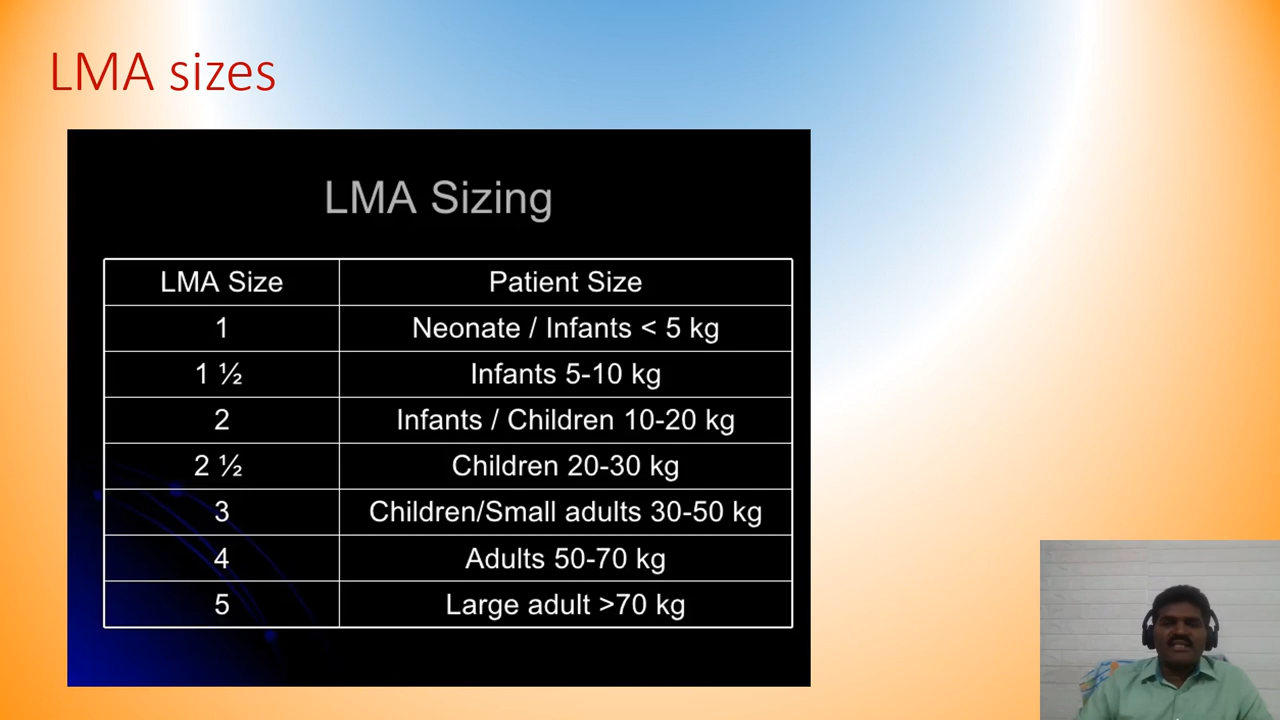 LMA sizes
LMA Sizing
LMA Size Patient Size
1 Neonate / Infants < 5 kg
1 ½ Infants 5-10 kg
2 Infants / Children 10-20 kg
2 ½ Children 20-30 kg
3 Children/Small adults 30-50 kg
4 Adults 50-70 kg
5 Large adult >70 kg